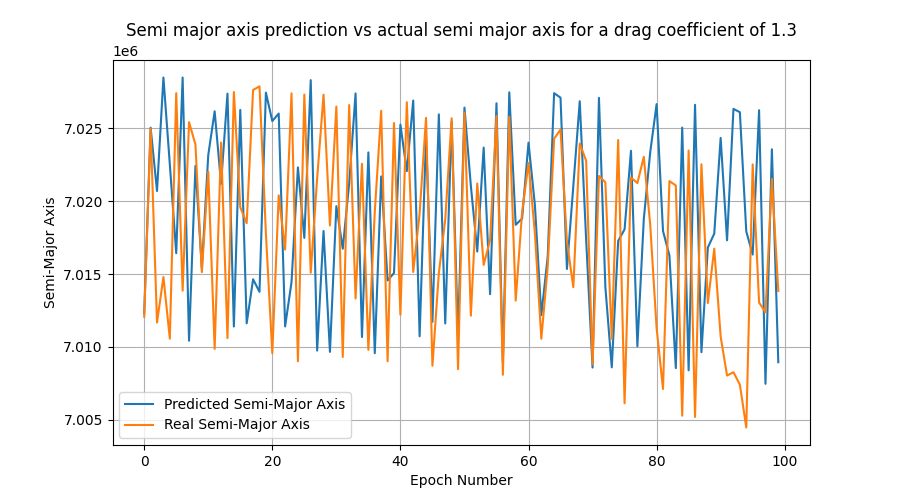 Semi major axis prediction vs actual semi major axis for a drag coefficient of 1.3
1e6
7.025
7.020
7.015
7.010
7.005
Semi-Major Axis
Predicted Semi-Major Axis
Real Semi-Major Axis
0 20 40 60 80 100
Epoch Number